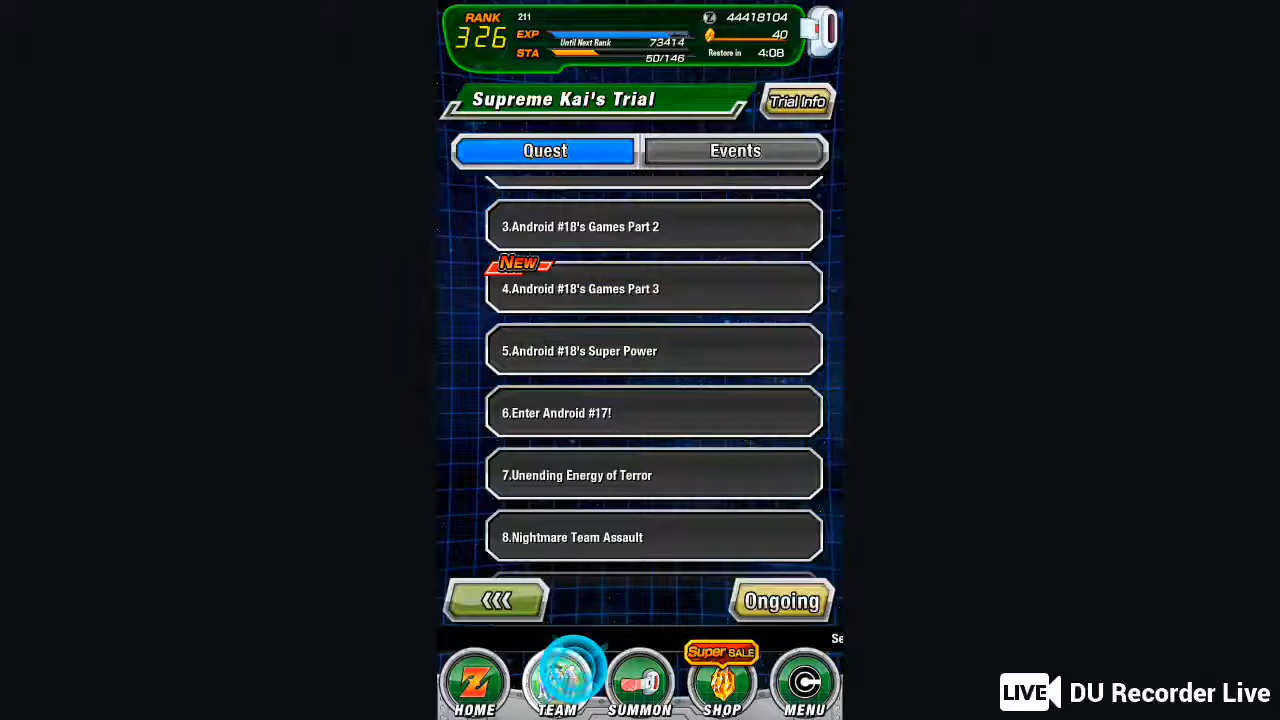 RANK 211 44418104
326 EXP 40
Until Next Rank 73414 Restore in 4:08
STA 50/146
Supreme Kai's Trial Trial Info
Quest Events
3.Android #18's Games Part 2
New
4.Android #18's Games Part 3
5.Android #18's Super Power
6.Enter Android #17!
7.Unending Energy of Terror
8.Nightmare Team Assault
Ongoing
Se
Super SALE
HOME TEAM SUMMON SHOP MENU
LIVE DU Recorder Live